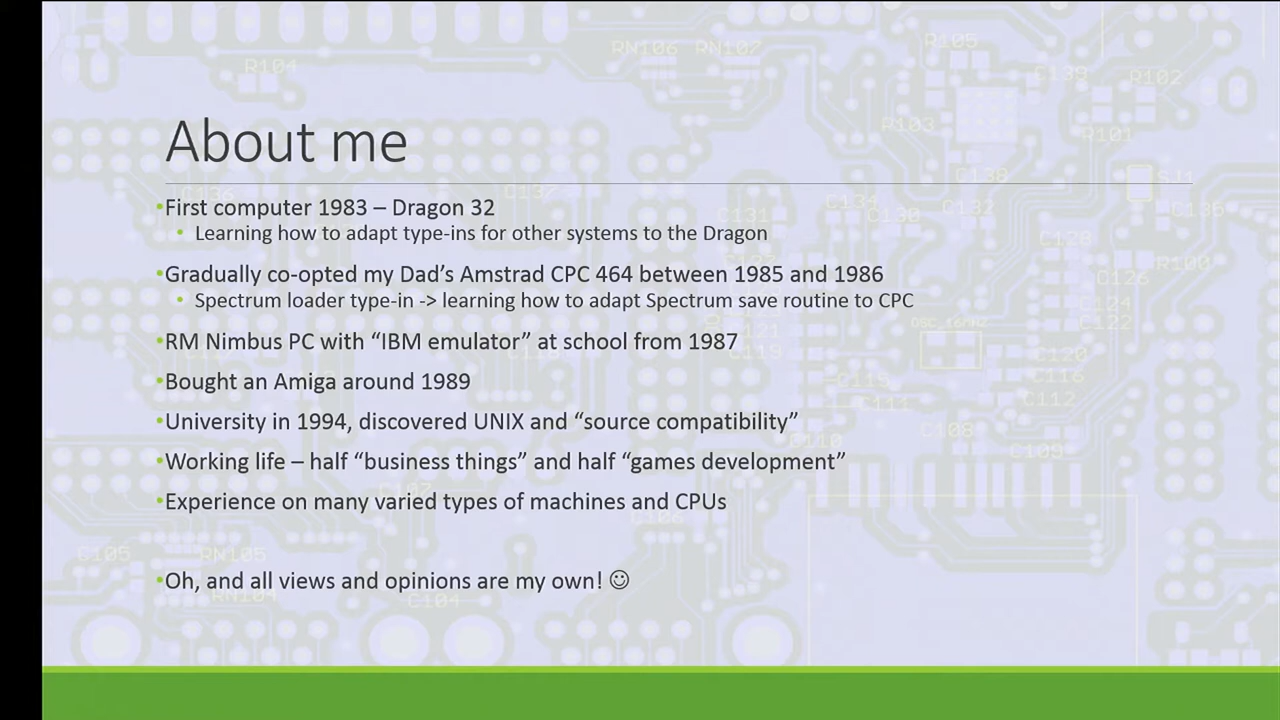 About me
•First computer 1983 – Dragon 32
• Learning how to adapt type-ins for other systems to the Dragon
•Gradually co-opted my Dad’s Amstrad CPC 464 between 1985 and 1986
• Spectrum loader type-in -> learning how to adapt Spectrum save routine to CPC
•RM Nimbus PC with “IBM emulator” at school from 1987
•Bought an Amiga around 1989
•University in 1994, discovered UNIX and “source compatibility”
•Working life – half “business things” and half “games development”
•Experience on many varied types of machines and CPUs
•Oh, and all views and opinions are my own! ☺